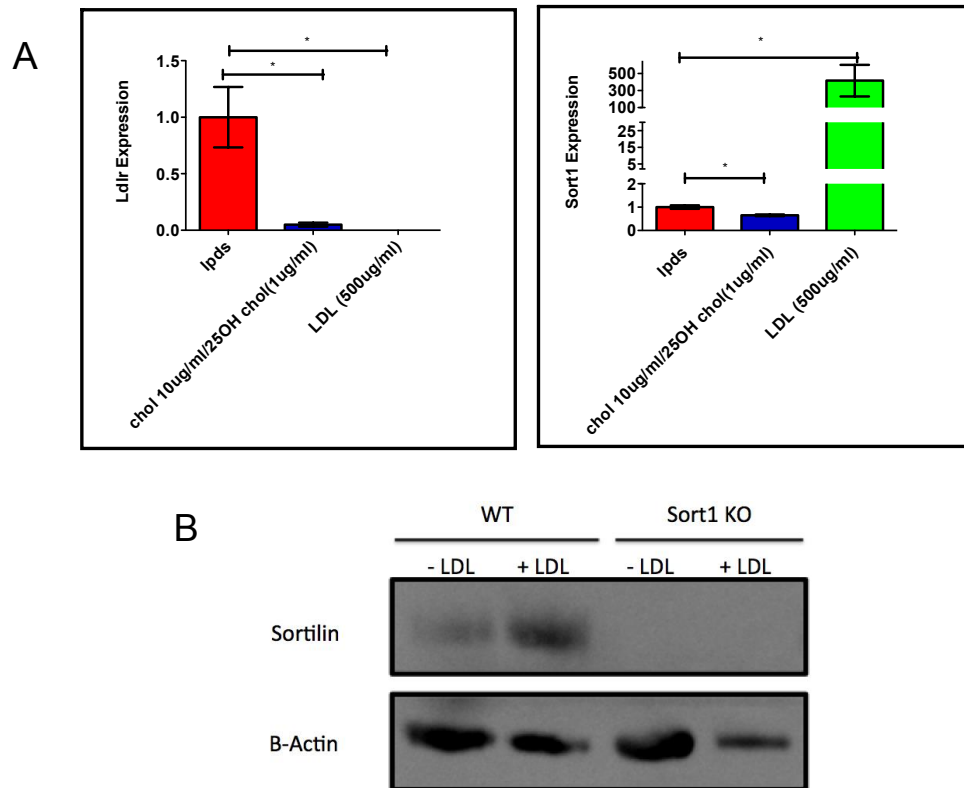 A
Ldlr Expression
1.5
1.0
0.5
0.0
*
*
lpds
chol 10ug/ml/25OH chol(1ug/ml)
LDL (500ug/ml)
Sort1 Expression
500
300
100
25
15
5
2
1
0
*
*
lpds
chol 10ug/ml/25OH chol(1ug/ml)
LDL (500ug/ml)
B
WT Sort1 KO
- LDL + LDL - LDL + LDL
Sortilin
B-Actin